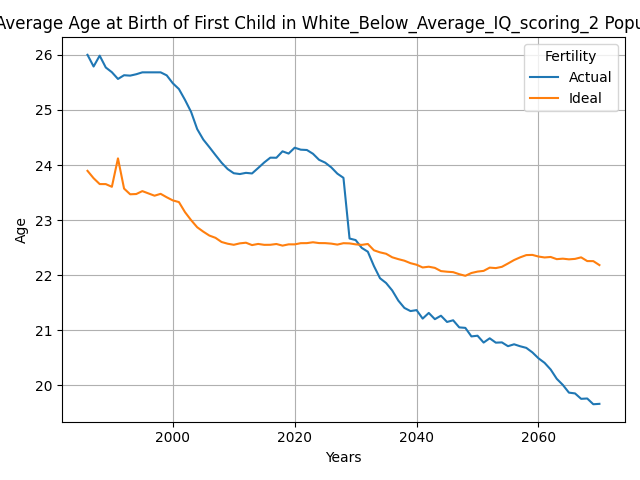 Average Age at Birth of First Child in White_Below_Average_IQ_scoring_2 Popu
Fertility
Actual
Ideal
26
25
24
23
22
21
20
Age
2000 2020 2040 2060
Years